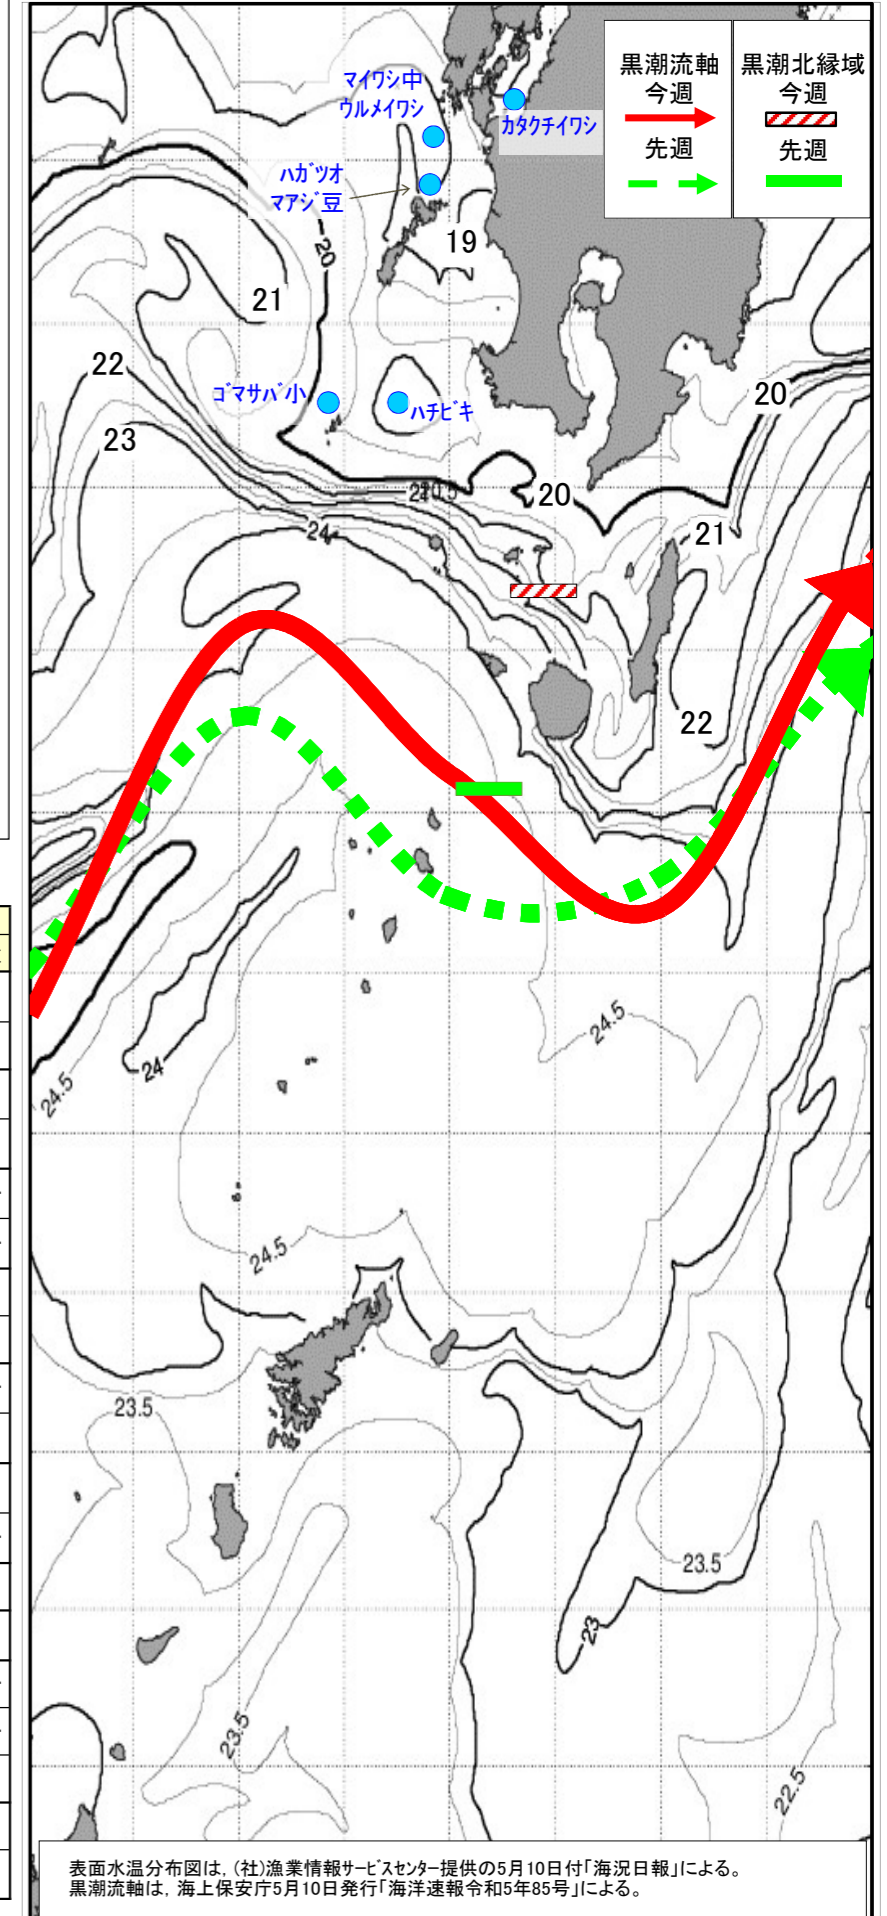 黒潮流軸
今週
先週
黒潮北縁域
今週
先週
マイワシ中
ウルメイワシ
カタクチイワシ
ハガツオ
マアジ豆
19
20
21
22
23
ゴマサバ小
ハチビキ
20
20
21
24
22
24.5
24
24.5
24.5
23.5
23.5
23
23.5
22.5
表面水温分布図は，(社)漁業情報サービスセンター提供の5月10日付「海況日報」による。
黒潮流軸は，海上保安庁5月10日発行「海洋速報令和5年85号」による。